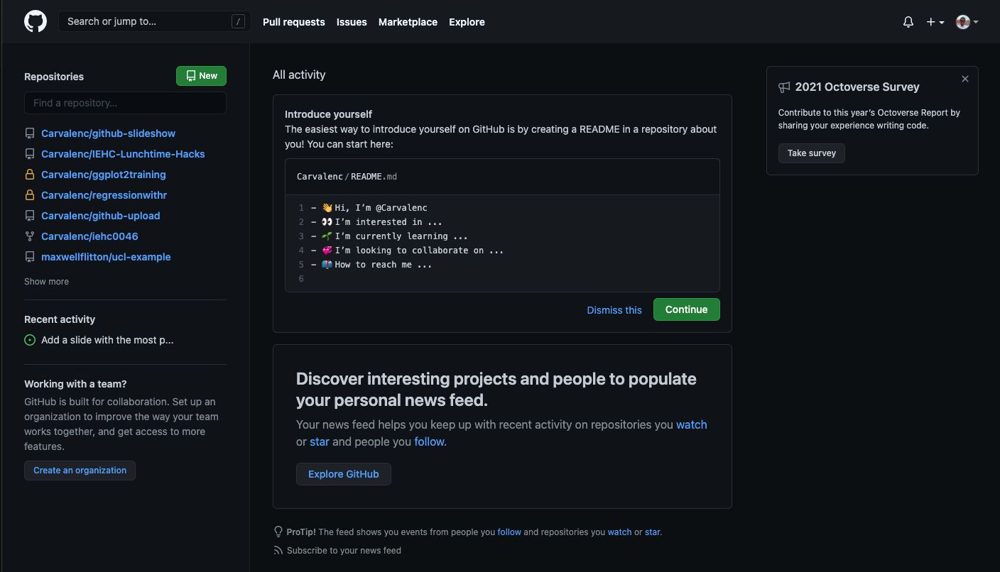 Search or jump to...
/
Pull requests
Issues
Marketplace
Explore
Repositories
New
Find a repository...
Carvalenc/github-slideshow
Carvalenc/IEHC-Lunchtime-Hacks
Carvalenc/ggplot2training
Carvalenc/regressionwithr
Carvalenc/github-upload
Carvalenc/iehc0046
maxwellflitton/ucl-example
Show more
Recent activity
Add a slide with the most p...
Working with a team?
GitHub is built for collaboration. Set up an
organization to improve the way your team
works together, and get access to more
features.
Create an organization
All activity
Introduce yourself
The easiest way to introduce yourself on GitHub is by creating a README in a repository about
you! You can start here:
Carvalenc/README.md
1 - 👋 Hi, I’m @Carvalenc
2 - 👀 I’m interested in ...
3 - 🌱 I’m currently learning ...
4 - 💞️ I’m looking to collaborate on ...
5 - 📫 How to reach me ...
6
Dismiss this
Continue
Discover interesting projects and people to populate
your personal news feed.
Your news feed helps you keep up with recent activity on repositories you watch
or star and people you follow.
Explore GitHub
ProTip! The feed shows you events from people you follow and repositories you watch or star.
Subscribe to your news feed
2021 Octoverse Survey
Contribute to this year’s Octoverse Report by
sharing your experience writing code.
Take survey